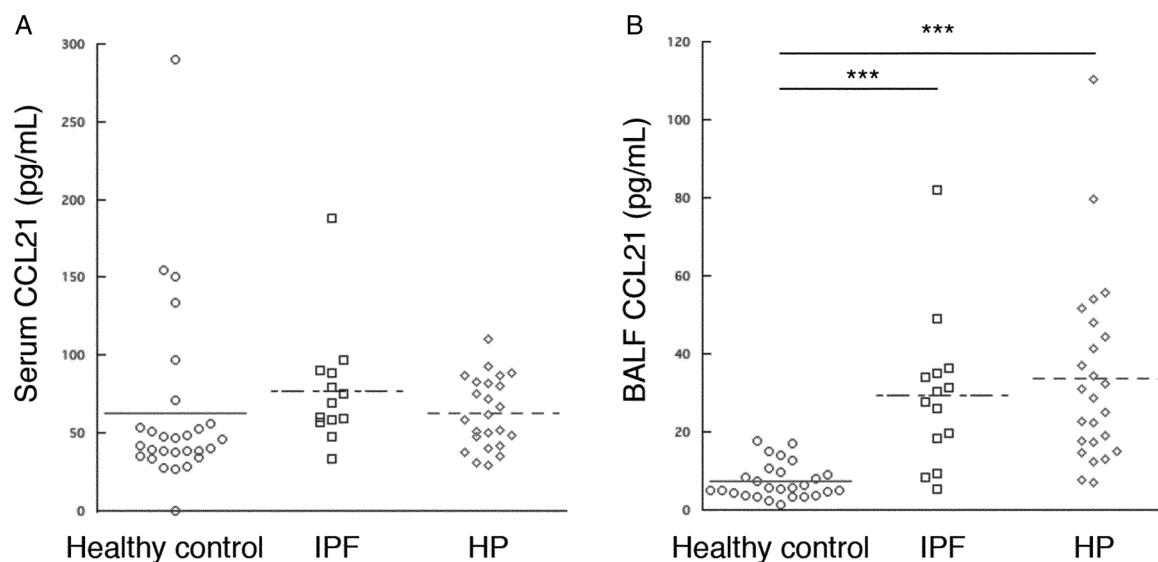 A
Serum CCL21 (pg/mL)
300
250
200
150
100
50
0
Healthy control IPF HP
B
BALF CCL21 (pg/mL)
120
100
80
60
40
20
0
***
***
Healthy control IPF HP